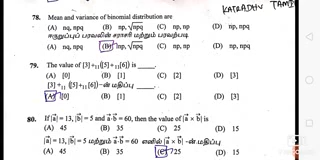 KATRADHU TAMIL
78. Mean and variance of binomial distribution are
(A) nq, npq (B) np, √npq (C) np, np (D) np, npq
ஈருறுப்புப் பரவலின் சராசரி மற்றும் பரவற்படி
(A) nq, npq (B) np, √npq (C) np, np (D) np, npq
79. The value of [3] +₁₁ ([5] +₁₁ [6]) is ______.
(A) [0] (B) [1] (C) [2] (D) [3]
[3] +₁₁ ([5] +₁₁ [6])-ன் மதிப்பு ______.
(A) [0] (B) [1] (C) [2] (D) [3]
80. If |a⃗| = 13, |b⃗| = 5 and a⃗·b⃗ = 60, then the value of |a⃗ × b⃗| is
(A) 45 (B) 35 (C) 25 (D) 15
|a⃗| = 13, |b⃗| = 5 மற்றும் a⃗·b⃗ = 60 எனில் |a⃗ × b⃗|-ன் மதிப்பு
(A) 45 (B) 35 (C) 25 (D) 15